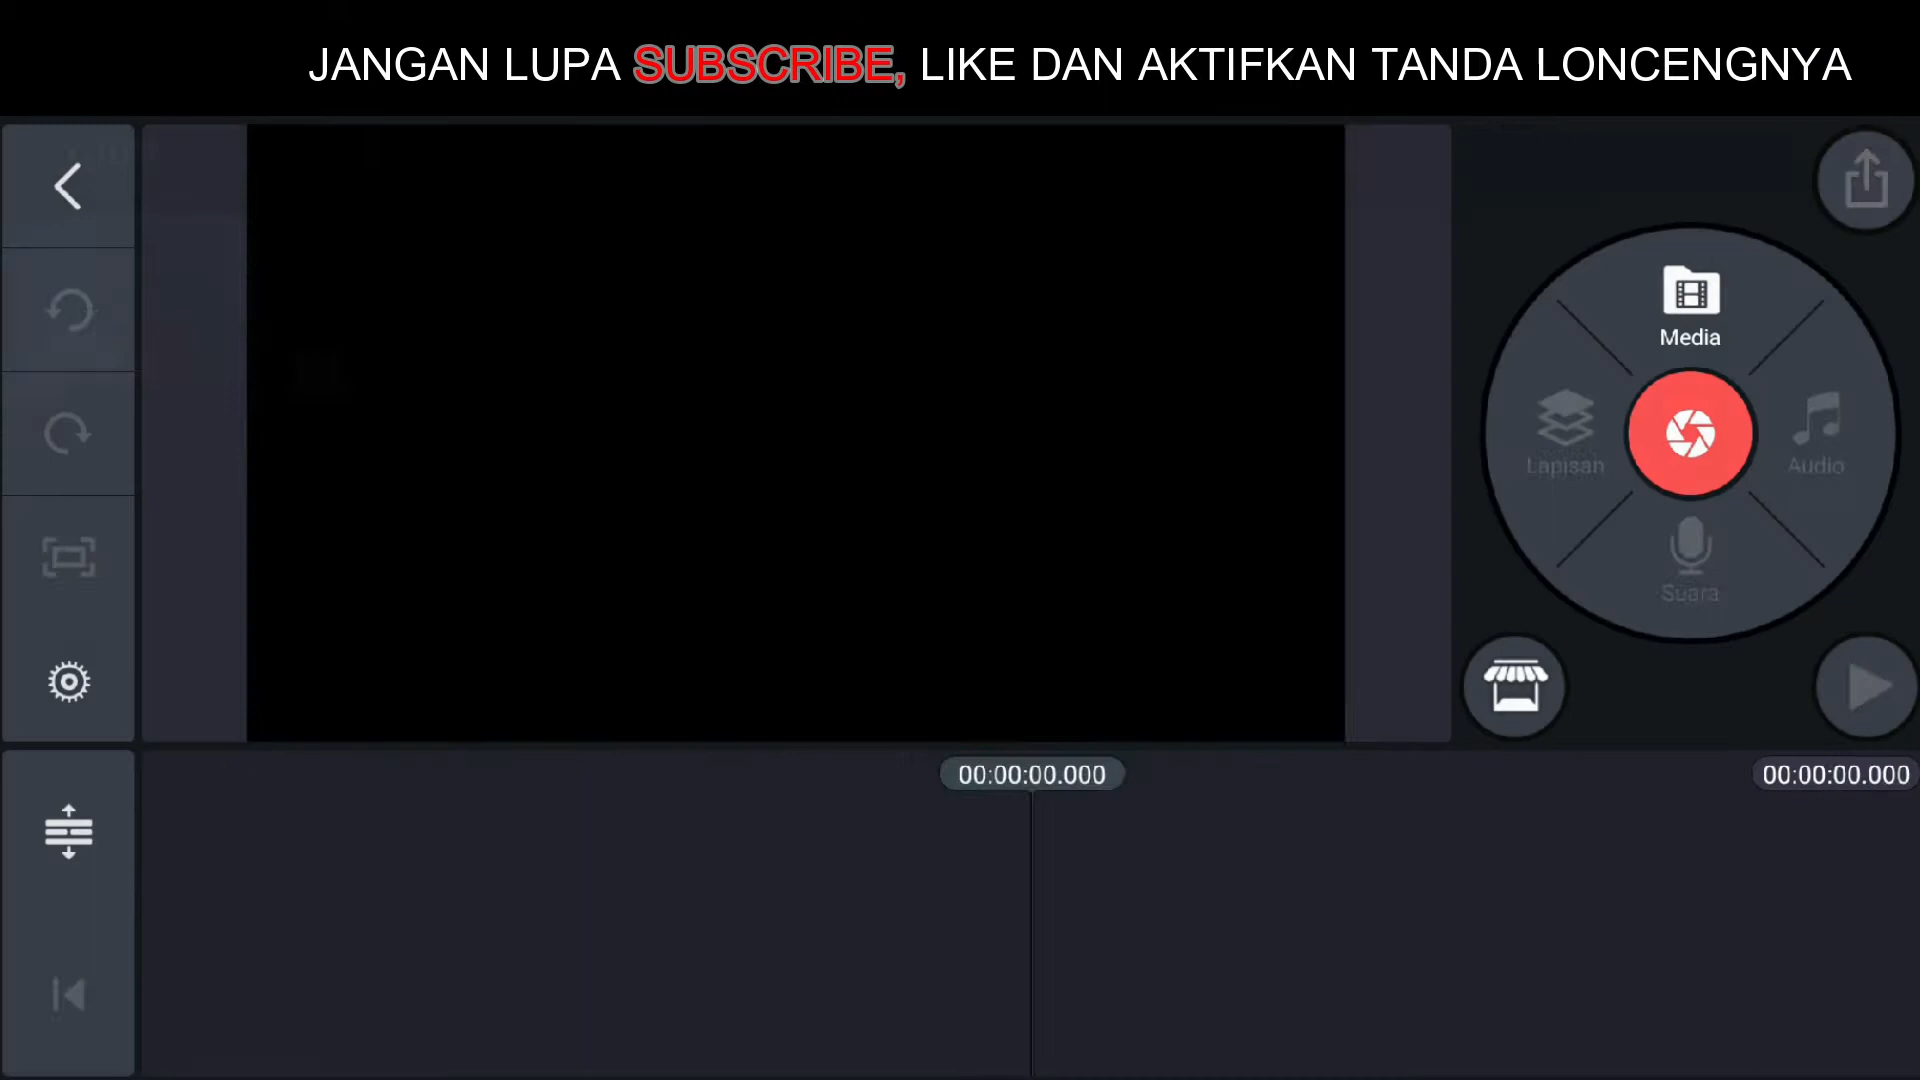 JANGAN LUPA SUBSCRIBE, LIKE DAN AKTIFKAN TANDA LONCENGNYA
Media
Lapisan
Audio
Suara
00:00:00.000
00:00:00.000